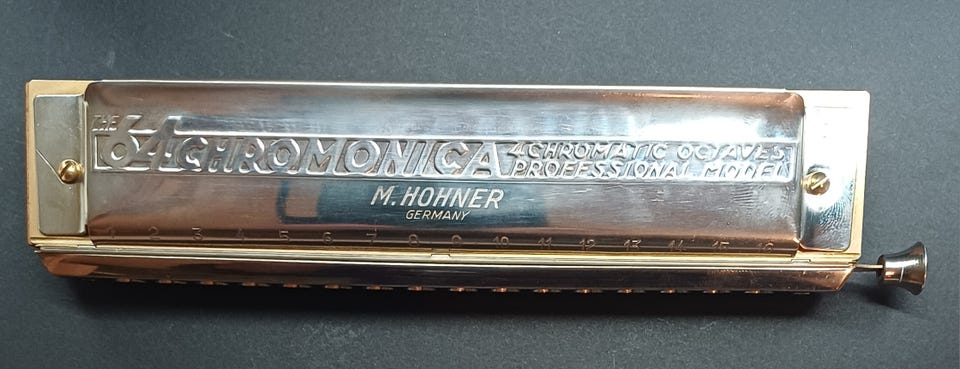 THE
64 CHROMONICA
4 CHROMATIC OCTAVES
PROFESSIONAL MODEL
M. HOHNER
GERMANY
1 2 3 4 5 6 7 8 9 10 11 12 13 14 15 16